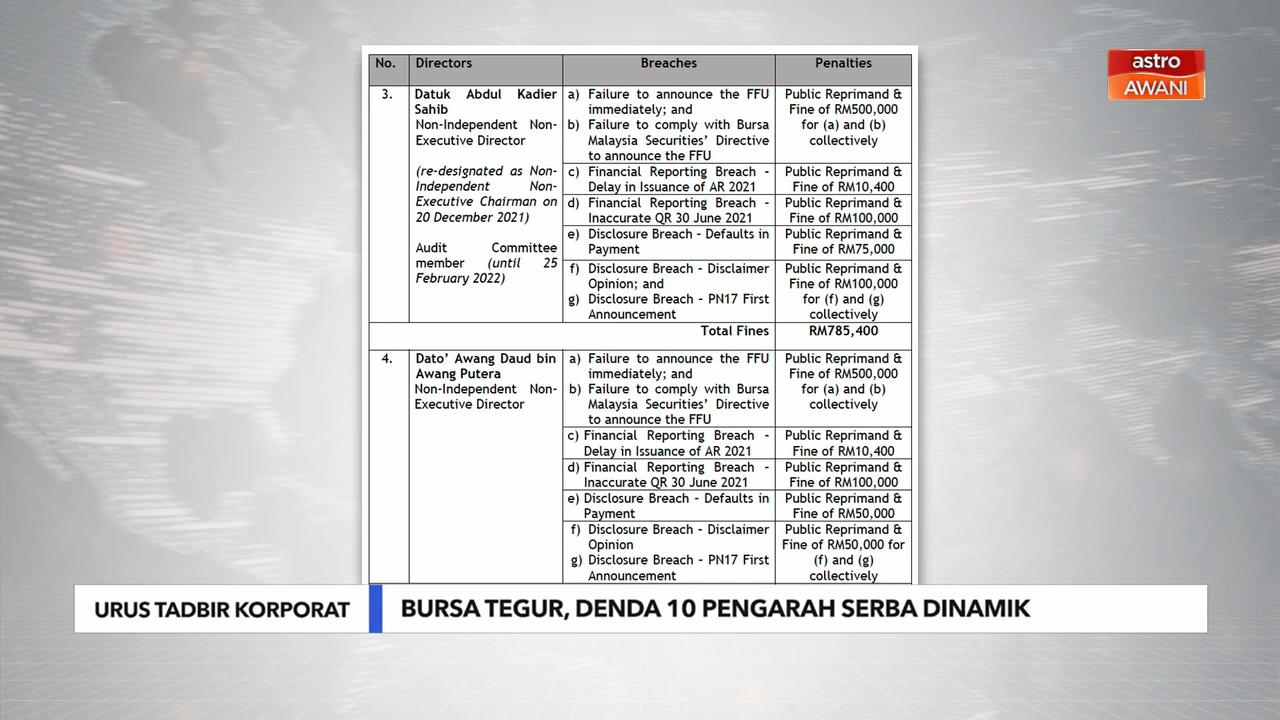 astro
AWANI
No. Directors Breaches Penalties
3. Datuk Abdul Kadier
Sahib
Non-Independent Non-
Executive Director
(re-designated as Non-
Independent Non-
Executive Chairman on
20 December 2021)
Audit Committee
member (until 25
February 2022)
a) Failure to announce the FFU
immediately; and
b) Failure to comply with Bursa
Malaysia Securities’ Directive
to announce the FFU
Public Reprimand &
Fine of RM500,000
for (a) and (b)
collectively
c) Financial Reporting Breach -
Delay in Issuance of AR 2021
Public Reprimand &
Fine of RM10,400
d) Financial Reporting Breach -
Inaccurate QR 30 June 2021
Public Reprimand &
Fine of RM100,000
e) Disclosure Breach - Defaults in
Payment
Public Reprimand &
Fine of RM75,000
f) Disclosure Breach - Disclaimer
Opinion; and
g) Disclosure Breach - PN17 First
Announcement
Public Reprimand &
Fine of RM100,000
for (f) and (g)
collectively
Total Fines RM785,400
4. Dato’ Awang Daud bin
Awang Putera
Non-Independent Non-
Executive Director
a) Failure to announce the FFU
immediately; and
b) Failure to comply with Bursa
Malaysia Securities’ Directive
to announce the FFU
Public Reprimand &
Fine of RM500,000
for (a) and (b)
collectively
c) Financial Reporting Breach -
Delay in Issuance of AR 2021
Public Reprimand &
Fine of RM10,400
d) Financial Reporting Breach -
Inaccurate QR 30 June 2021
Public Reprimand &
Fine of RM100,000
e) Disclosure Breach - Defaults in
Payment
Public Reprimand &
Fine of RM50,000
f) Disclosure Breach - Disclaimer
Opinion
g) Disclosure Breach - PN17 First
Announcement
Public Reprimand &
Fine of RM50,000 for
(f) and (g)
collectively
URUS TADBIR KORPORAT
BURSA TEGUR, DENDA 10 PENGARAH SERBA DINAMIK